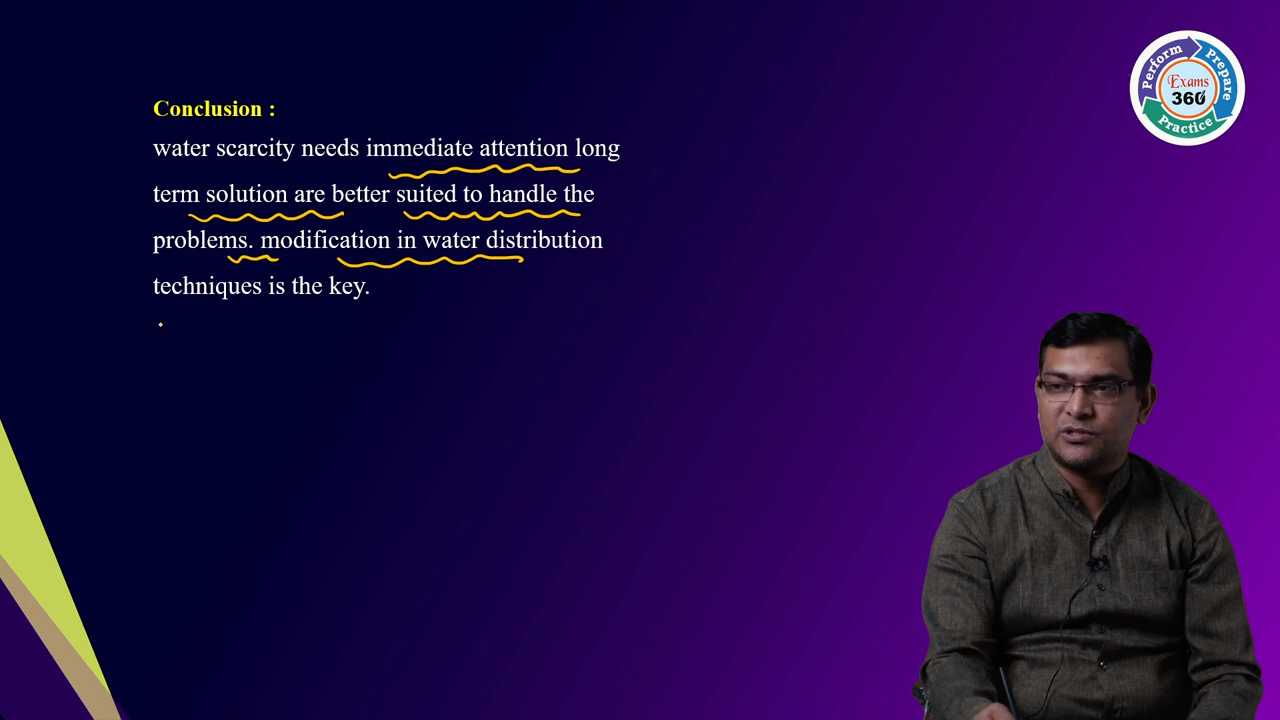 Conclusion :
water scarcity needs immediate attention long
term solution are better suited to handle the
problems. modification in water distribution
techniques is the key.
Perform
Prepare
Practice
Exams
360